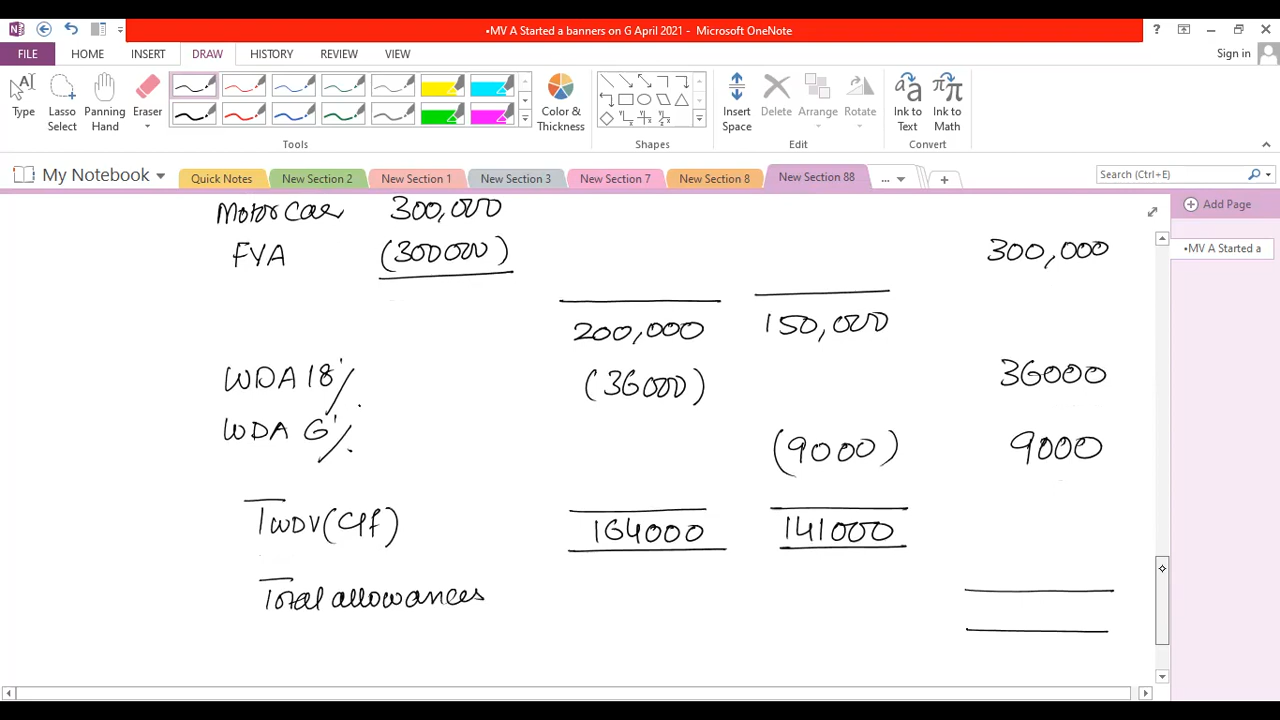 •MV A Started a banners on G April 2021 - Microsoft OneNote
Sign in
FILE HOME INSERT DRAW HISTORY REVIEW VIEW
Type
Lasso Select
Panning Hand
Eraser
Color & Thickness
Insert Space
Delete
Arrange
Rotate
Ink to Text
Ink to Math
Tools
Shapes
Edit
Convert
My Notebook
Quick Notes
New Section 2
New Section 1
New Section 3
New Section 7
New Section 8
New Section 88
...
Search (Ctrl+E)
Add Page
•MV A Started a
Motor Car 300,000
FYA (300000) 300,000
200,000 150,000
WDA 18% (36000) 36000
WDA 6% (9000) 9000
TWDV(C/f) 164000 141000
Total allowances